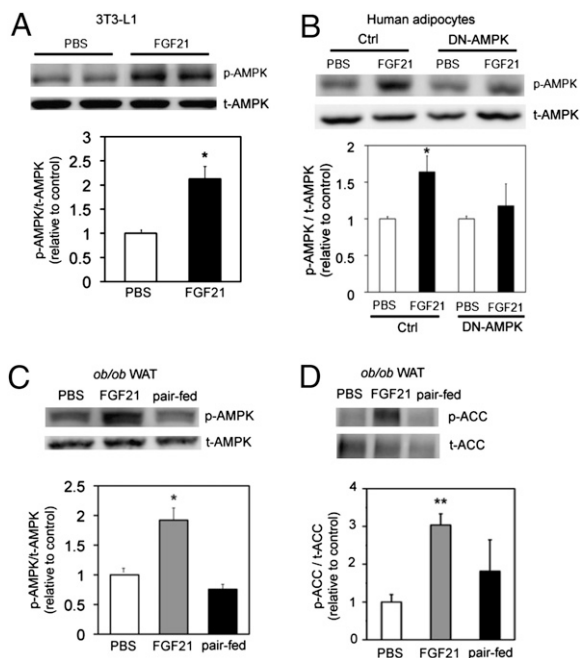 A
3T3-L1
PBS FGF21
p-AMPK
t-AMPK
p-AMPK/t-AMPK
(relative to control)
3
2.5
2
1.5
1
0.5
0
*
PBS FGF21
B
Human adipocytes
Ctrl DN-AMPK
PBS FGF21 PBS FGF21
p-AMPK
t-AMPK
p-AMPK / t-AMPK
(relative to control)
2
1.5
1
0.5
0
*
PBS FGF21 PBS FGF21
Ctrl DN-AMPK
C
ob/ob WAT
PBS FGF21 pair-fed
p-AMPK
t-AMPK
p-AMPK/t-AMPK
(relative to control)
2.5
2
1.5
1
0.5
0
*
PBS FGF21 pair-fed
D
ob/ob WAT
PBS FGF21 pair-fed
p-ACC
t-ACC
p-ACC / t-ACC
(relative to control)
4
3
2
1
0
**
PBS FGF21 pair-fed